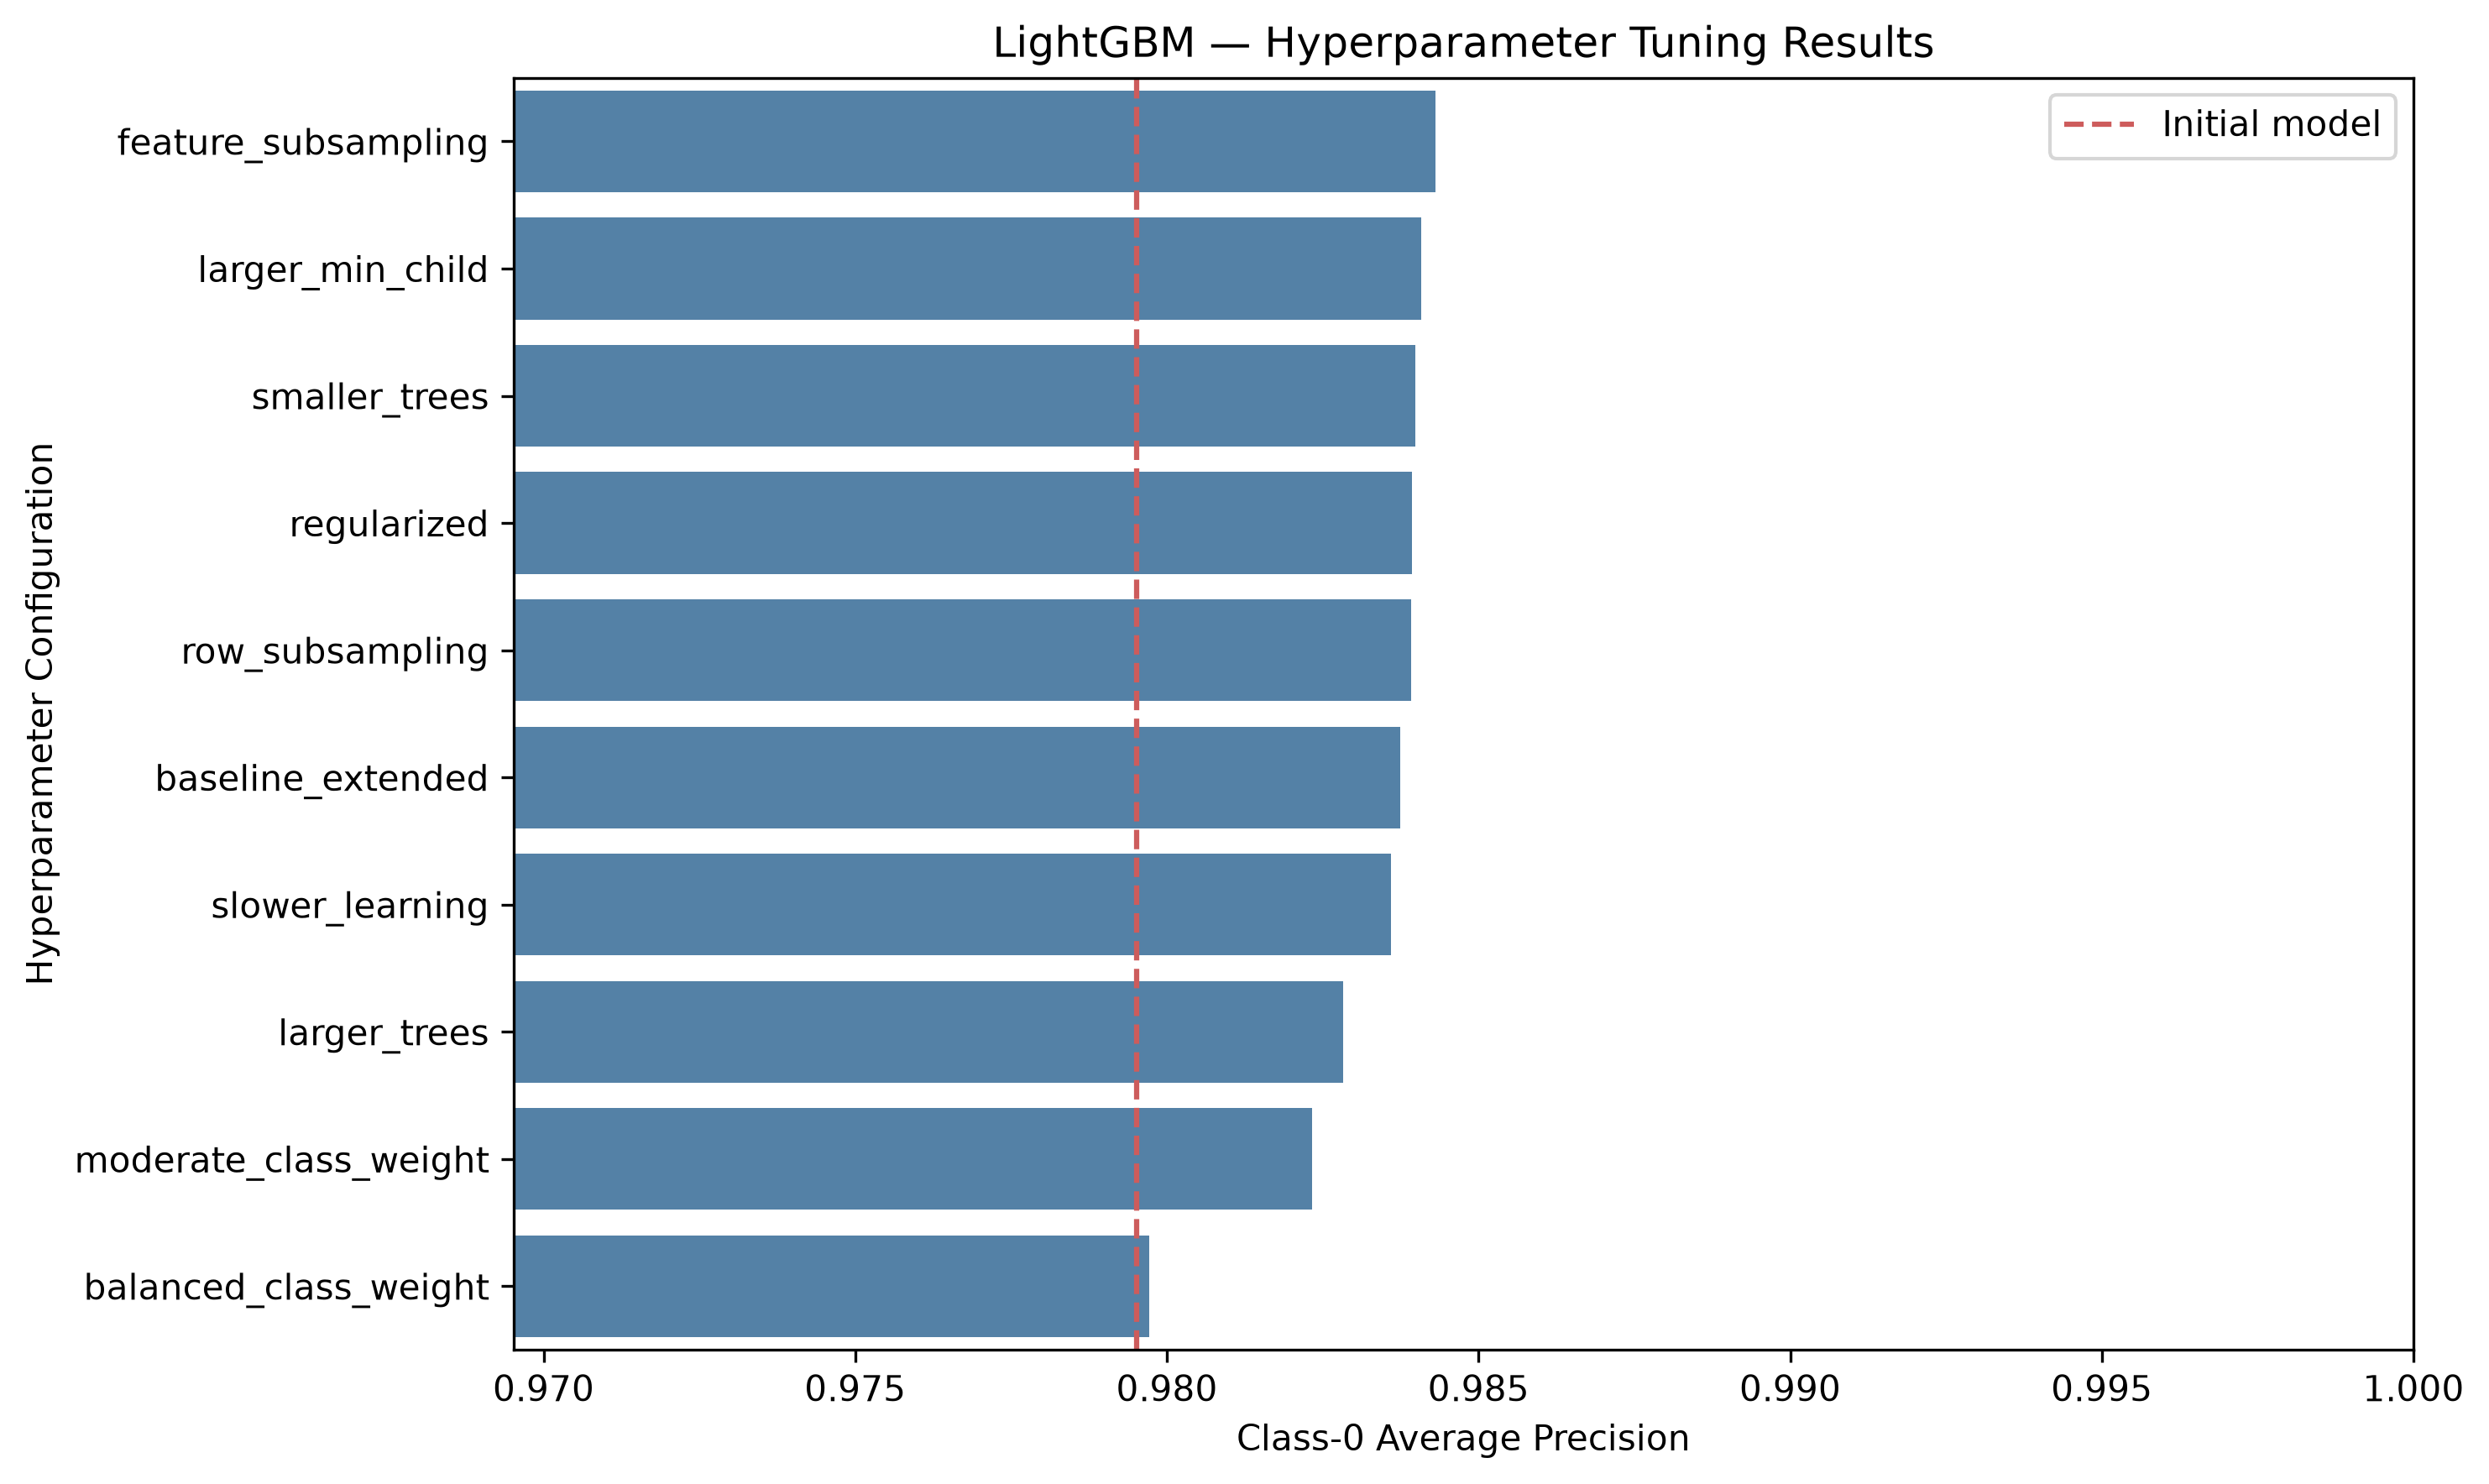 LightGBM — Hyperparameter Tuning Results
Initial model
Hyperparameter Configuration
feature_subsampling
larger_min_child
smaller_trees
regularized
row_subsampling
baseline_extended
slower_learning
larger_trees
moderate_class_weight
balanced_class_weight
0.970 0.975 0.980 0.985 0.990 0.995 1.000
Class-0 Average Precision